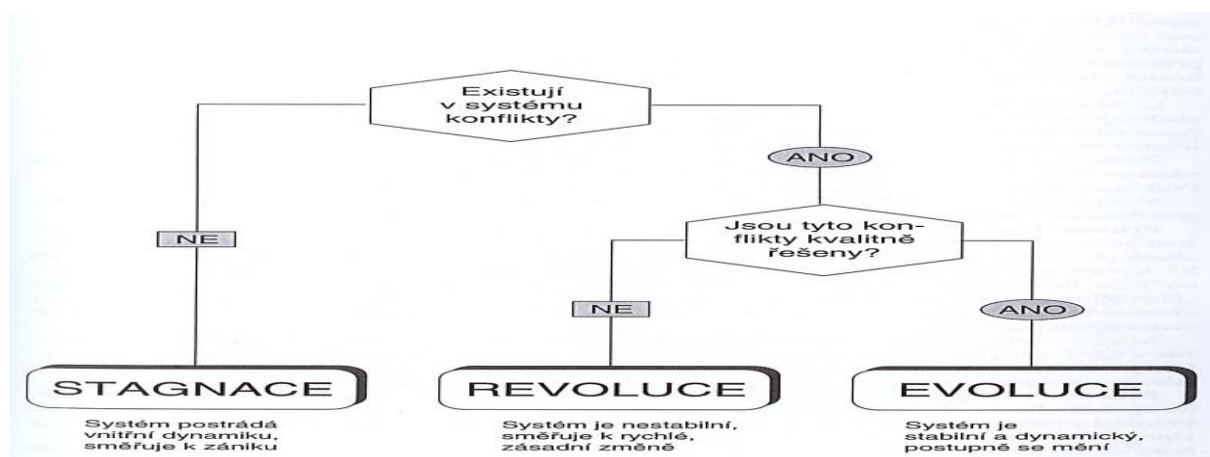 Existují
v systému
konflikty?
ANO
NE
Jsou tyto kon-
flikty kvalitně
řešeny?
NE
ANO
STAGNACE
REVOLUCE
EVOLUCE
Systém postrádá
vnitřní dynamiku,
směřuje k zániku
Systém je nestabilní,
směřuje k rychlé,
zásadní změně
Systém je
stabilní a dynamický,
postupně se mění